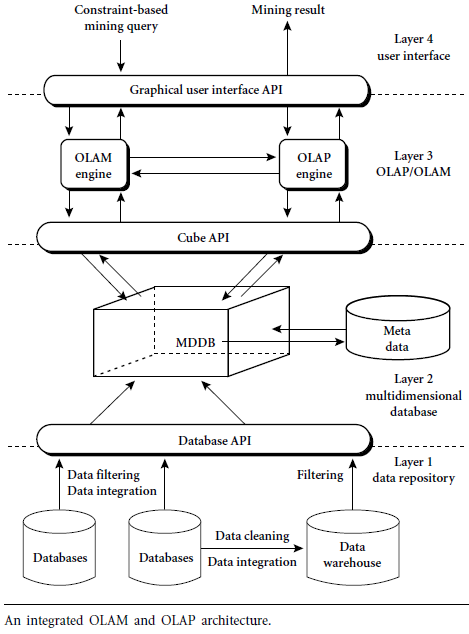 Constraint-based
mining query
Mining result
Layer 4
user interface
Graphical user interface API
OLAM
engine
OLAP
engine
Layer 3
OLAP/OLAM
Cube API
MDDB
Meta
data
Layer 2
multidimensional
database
Database API
Layer 1
data repository
Data filtering
Data integration
Filtering
Databases
Databases
Data cleaning
Data integration
Data
warehouse
An integrated OLAM and OLAP architecture.